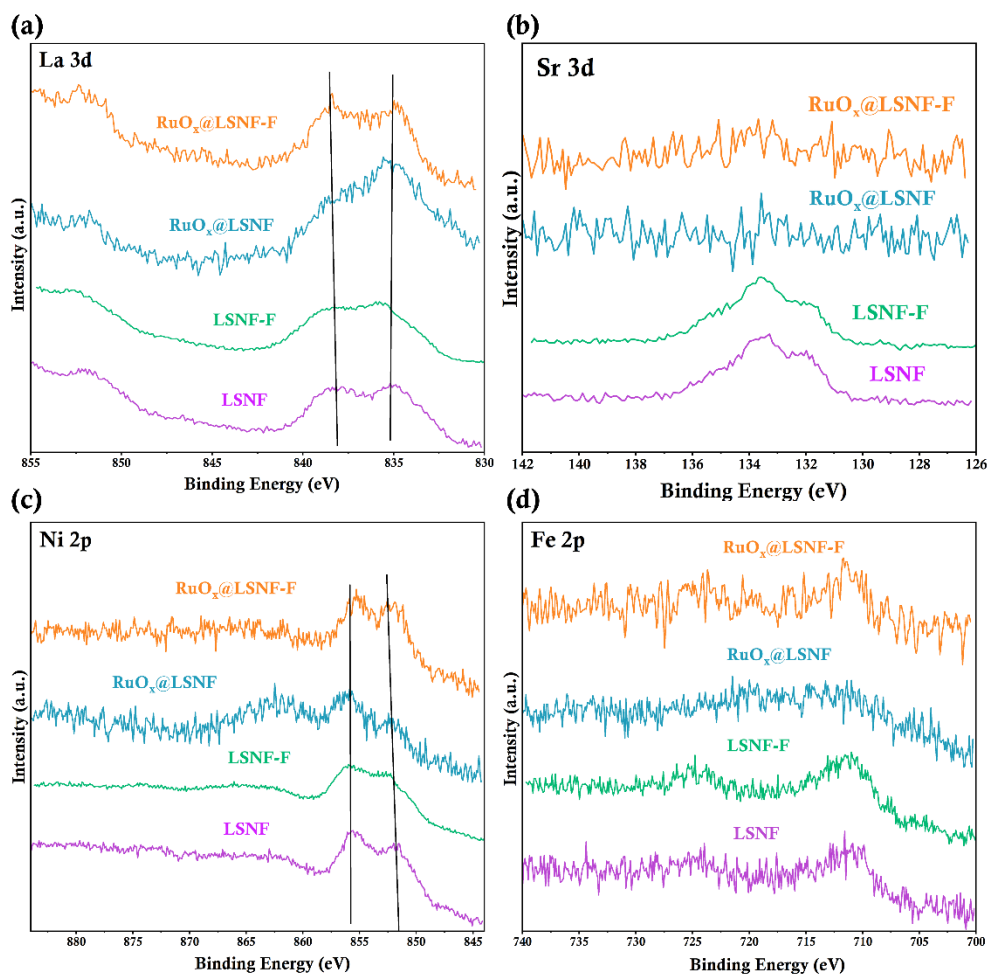 (a)
La 3d
RuOx@LSNF-F
RuOx@LSNF
LSNF-F
LSNF
Intensity (a.u.)
855 850 845 840 835 830
Binding Energy (eV)
(b)
Sr 3d
RuOx@LSNF-F
RuOx@LSNF
LSNF-F
LSNF
Intensity (a.u.)
142 140 138 136 134 132 130 128 126
Binding Energy (eV)
(c)
Ni 2p
RuOx@LSNF-F
RuOx@LSNF
LSNF-F
LSNF
Intensity (a.u.)
880 875 870 865 860 855 850 845
Binding Energy (eV)
(d)
Fe 2p
RuOx@LSNF-F
RuOx@LSNF
LSNF-F
LSNF
Intensity (a.u.)
740 730 720 710 700
Binding Energy (eV)